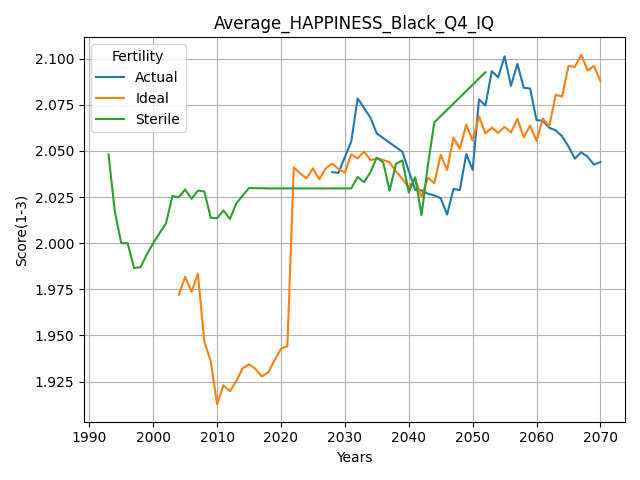 Average_HAPPINESS_Black_Q4_IQ
Fertility
Actual
Ideal
Sterile
Score(1-3)
2.100
2.075
2.050
2.025
2.000
1.975
1.950
1.925
1990 2000 2010 2020 2030 2040 2050 2060 2070
Years